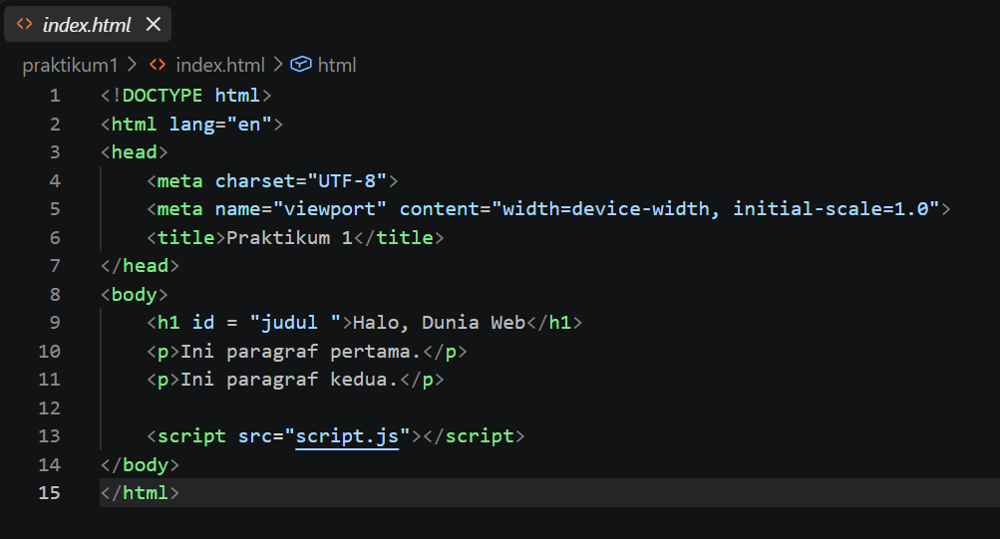 index.html
praktikum1 > index.html > html
1 <!DOCTYPE html>
2 <html lang="en">
3 <head>
4     <meta charset="UTF-8">
5     <meta name="viewport" content="width=device-width, initial-scale=1.0">
6     <title>Praktikum 1</title>
7 </head>
8 <body>
9     <h1 id = "judul ">Halo, Dunia Web</h1>
10     <p>Ini paragraf pertama.</p>
11     <p>Ini paragraf kedua.</p>
12
13     <script src="script.js"></script>
14 </body>
15 </html>